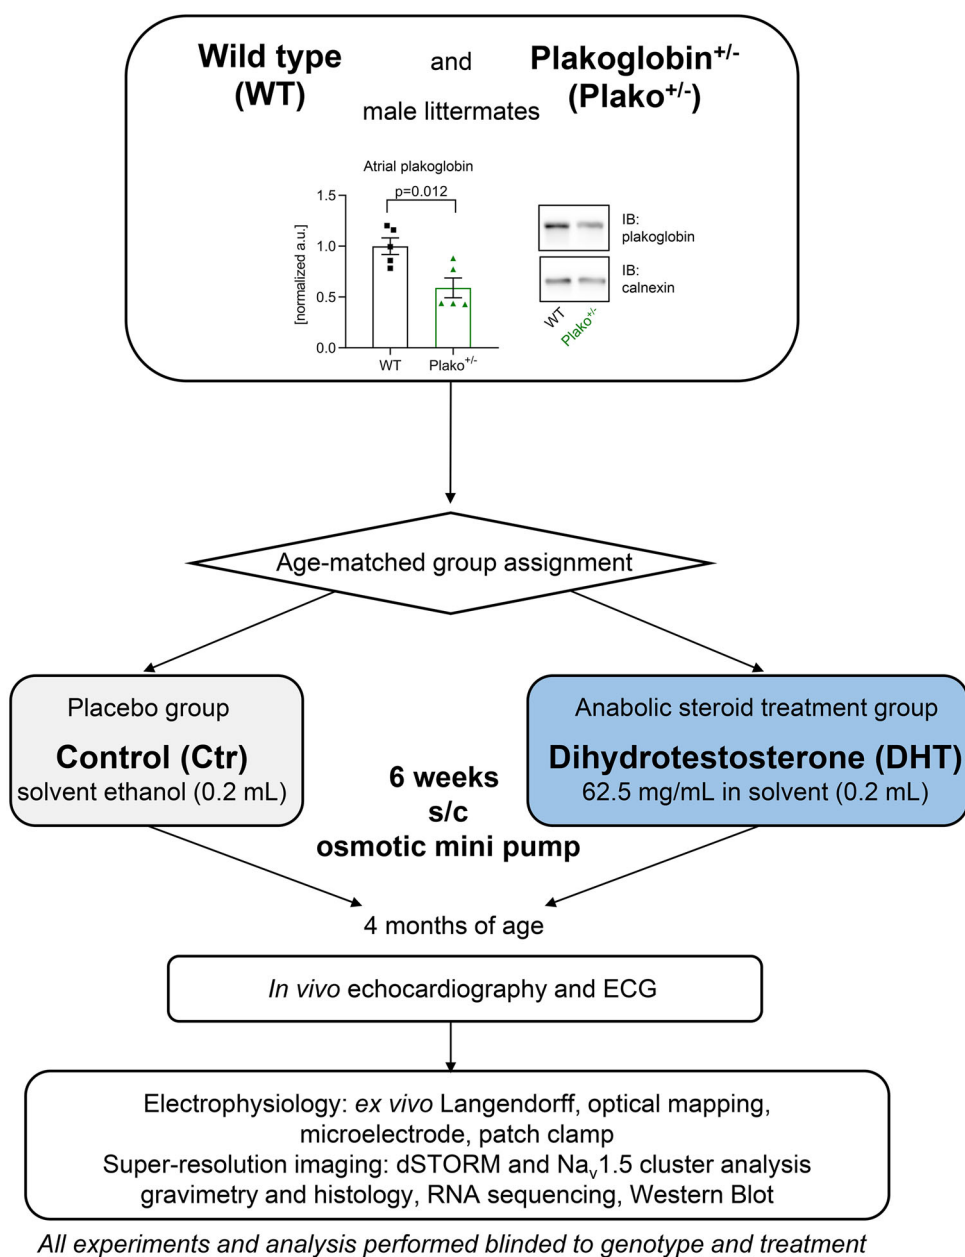 Wild type
(WT)
and
Plakoglobin+/-
(Plako+/-)
male littermates
Atrial plakoglobin
p=0.012
[normalized a.u.]
1.5
1.0
0.5
0.0
WT
Plako+/-
IB:
plakoglobin
IB:
calnexin
WT
Plako+/-
Age-matched group assignment
Placebo group
Control (Ctr)
solvent ethanol (0.2 mL)
6 weeks
s/c
osmotic mini pump
Anabolic steroid treatment group
Dihydrotestosterone (DHT)
62.5 mg/mL in solvent (0.2 mL)
4 months of age
In vivo echocardiography and ECG
Electrophysiology: ex vivo Langendorff, optical mapping,
microelectrode, patch clamp
Super-resolution imaging: dSTORM and Nav1.5 cluster analysis
gravimetry and histology, RNA sequencing, Western Blot
All experiments and analysis performed blinded to genotype and treatment